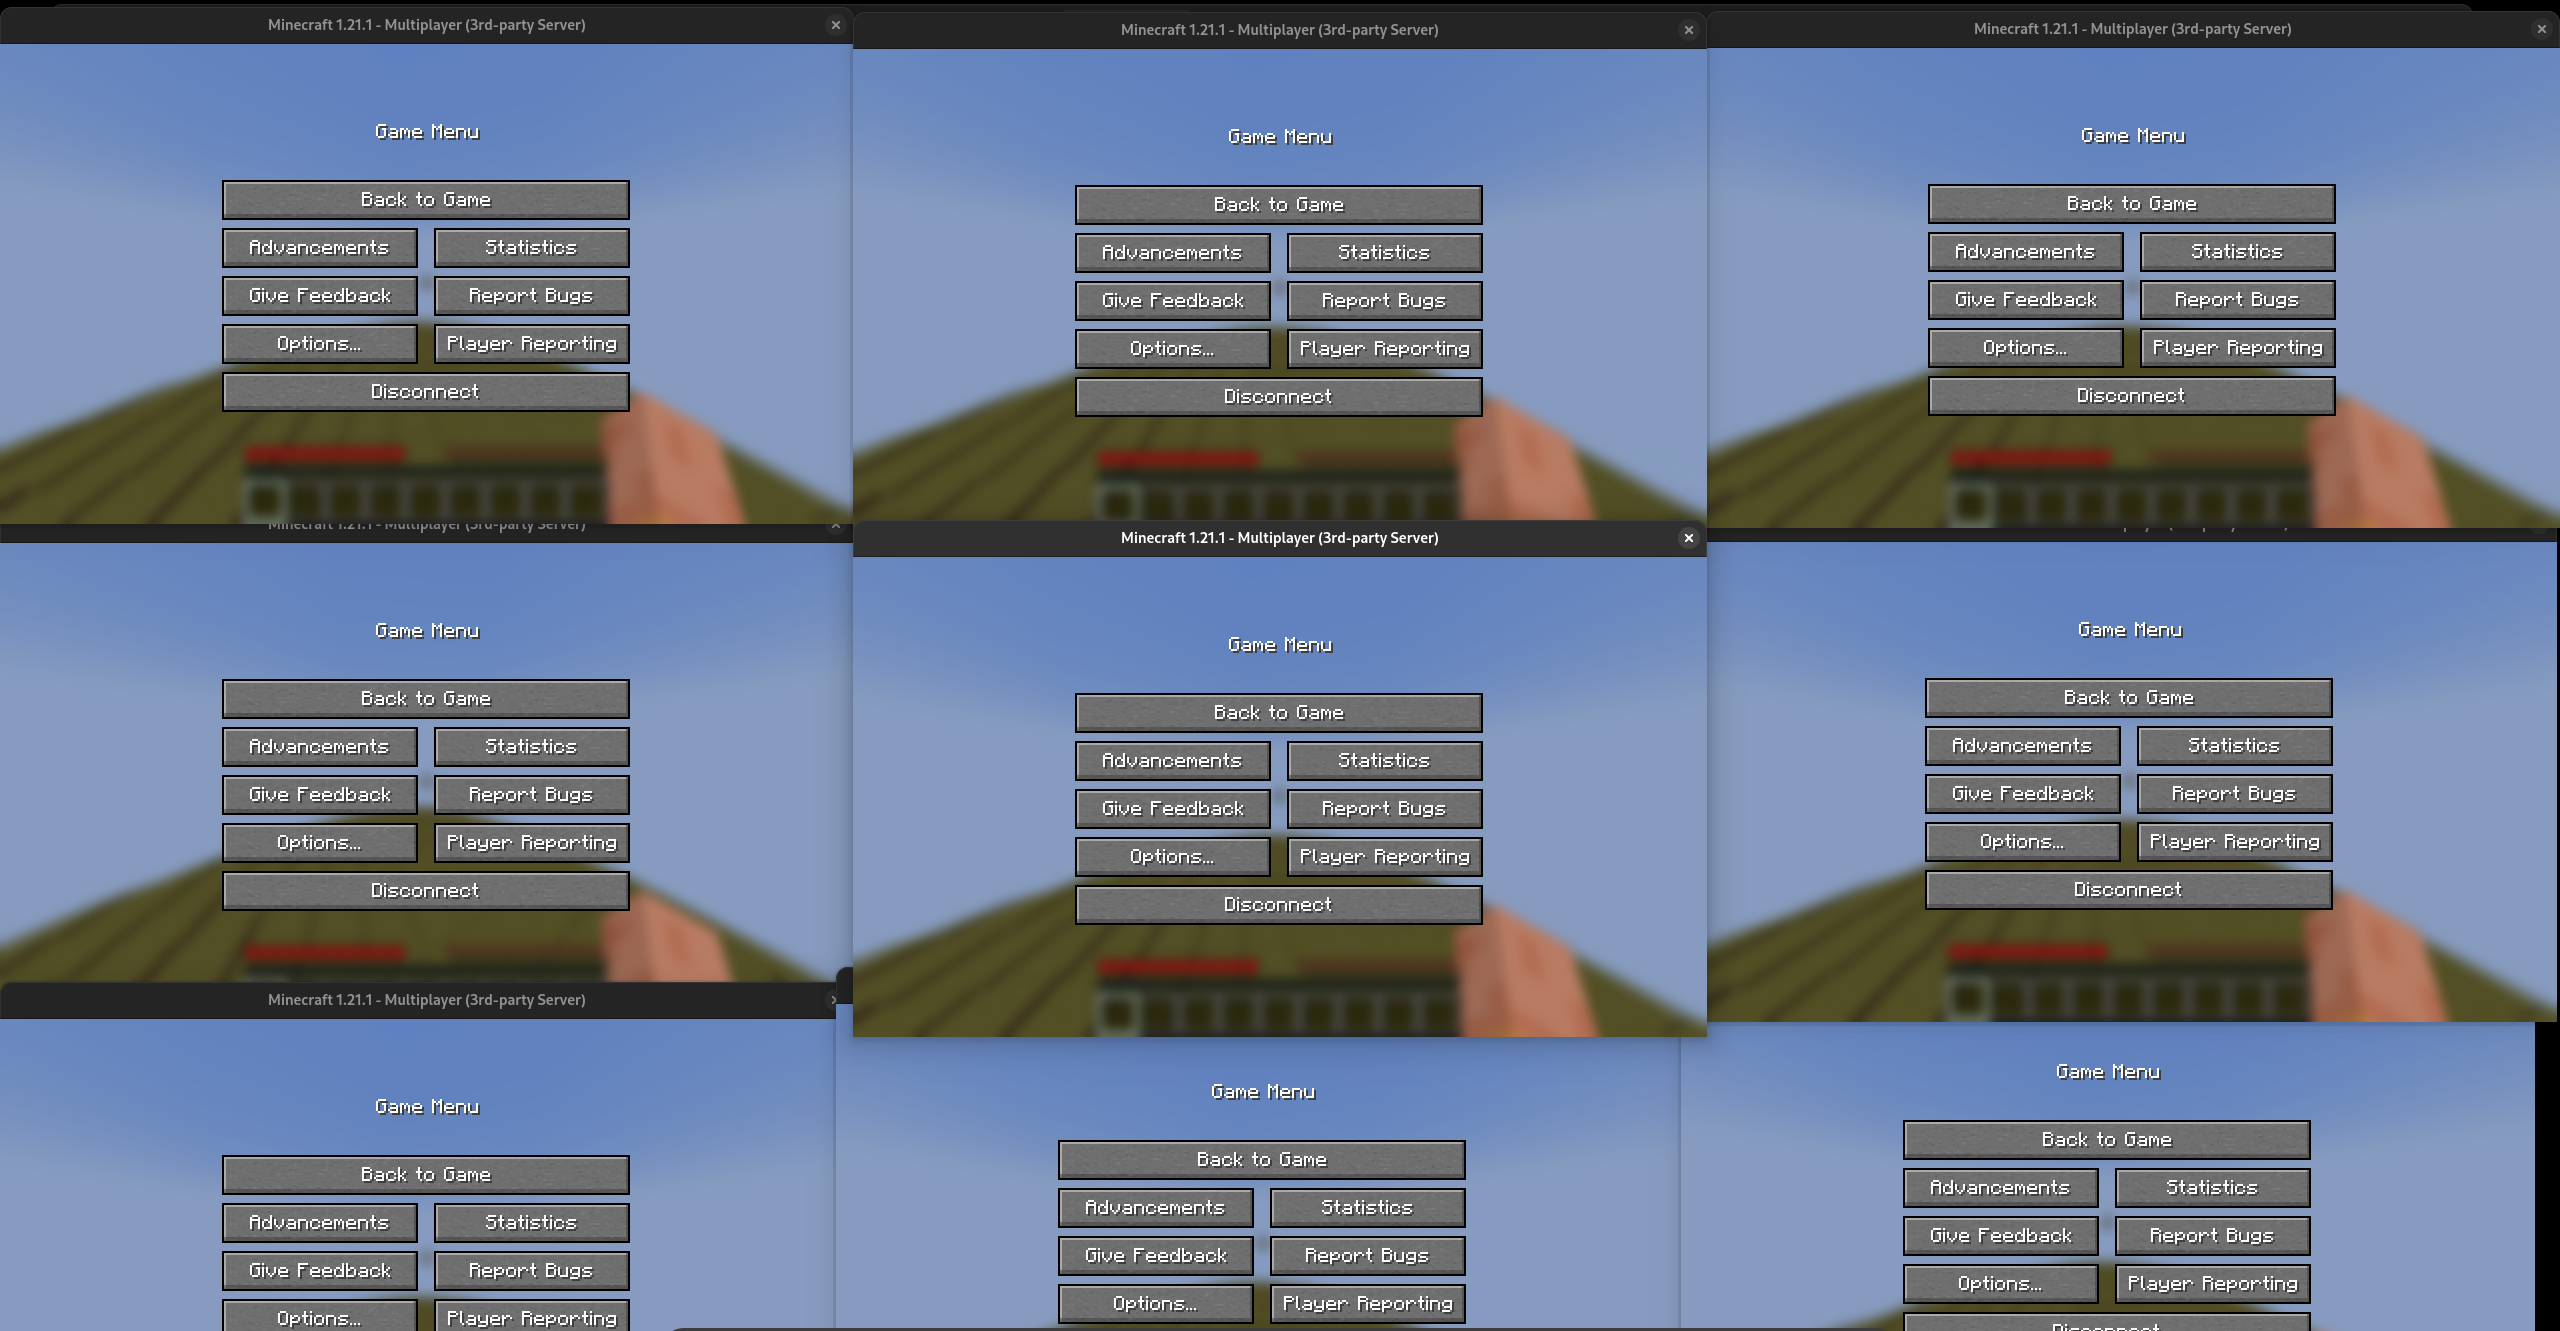 Minecraft 1.21.1 - Multiplayer (3rd-party Server)
Game Menu
Back to Game
Advancements
Statistics
Give Feedback
Report Bugs
Options...
Player Reporting
Disconnect
Minecraft 1.21.1 - Multiplayer (3rd-party Server)
Game Menu
Back to Game
Advancements
Statistics
Give Feedback
Report Bugs
Options...
Player Reporting
Disconnect
Minecraft 1.21.1 - Multiplayer (3rd-party Server)
Game Menu
Back to Game
Advancements
Statistics
Give Feedback
Report Bugs
Options...
Player Reporting
Disconnect
Minecraft 1.21.1 - Multiplayer (3rd-party Server)
Game Menu
Back to Game
Advancements
Statistics
Give Feedback
Report Bugs
Options...
Player Reporting
Disconnect
Minecraft 1.21.1 - Multiplayer (3rd-party Server)
Game Menu
Back to Game
Advancements
Statistics
Give Feedback
Report Bugs
Options...
Player Reporting
Disconnect
Game Menu
Back to Game
Advancements
Statistics
Give Feedback
Report Bugs
Options...
Player Reporting
Disconnect
Minecraft 1.21.1 - Multiplayer (3rd-party Server)
Game Menu
Back to Game
Advancements
Statistics
Give Feedback
Report Bugs
Options...
Player Reporting
Game Menu
Back to Game
Advancements
Statistics
Give Feedback
Report Bugs
Options...
Player Reporting
Game Menu
Back to Game
Advancements
Statistics
Give Feedback
Report Bugs
Options...
Player Reporting
Disconnect